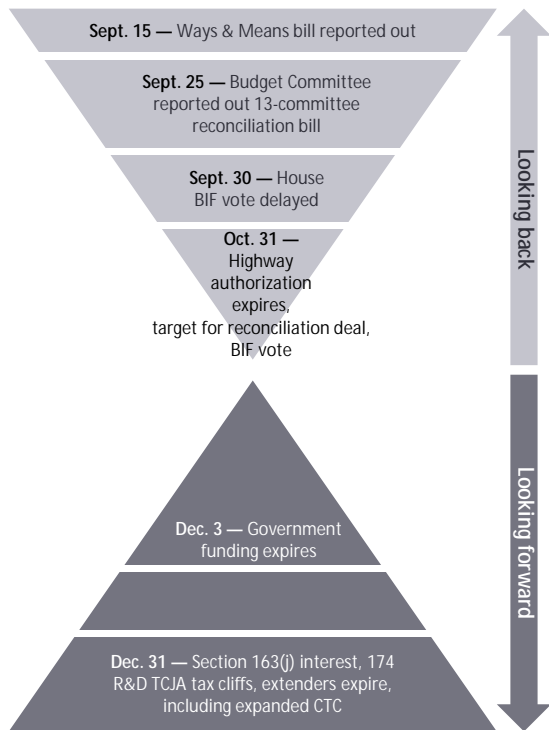 Sept. 15 — Ways & Means bill reported out
Sept. 25 — Budget Committee
reported out 13-committee
reconciliation bill
Sept. 30 — House
BIF vote delayed
Oct. 31 —
Highway
authorization
expires,
target for reconciliation deal,
BIF vote
Looking back
Dec. 3 — Government
funding expires
Dec. 31 — Section 163(j) interest, 174
R&D TCJA tax cliffs, extenders expire,
including expanded CTC
Looking forward